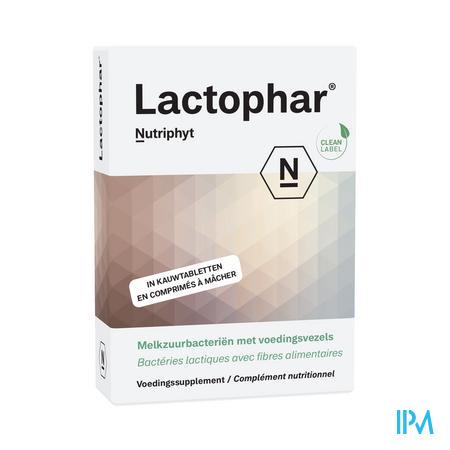 Lactophar®
Nutriphyt
CLEAN
LABEL
N
IN KAUWTABLETTEN
EN COMPRIMÉS À MÂCHER
Melkzuurbacteriën met voedingsvezels
Bactéries lactiques avec fibres alimentaires
Voedingssupplement / Complément nutritionnel
Lactophar®
N
IPM